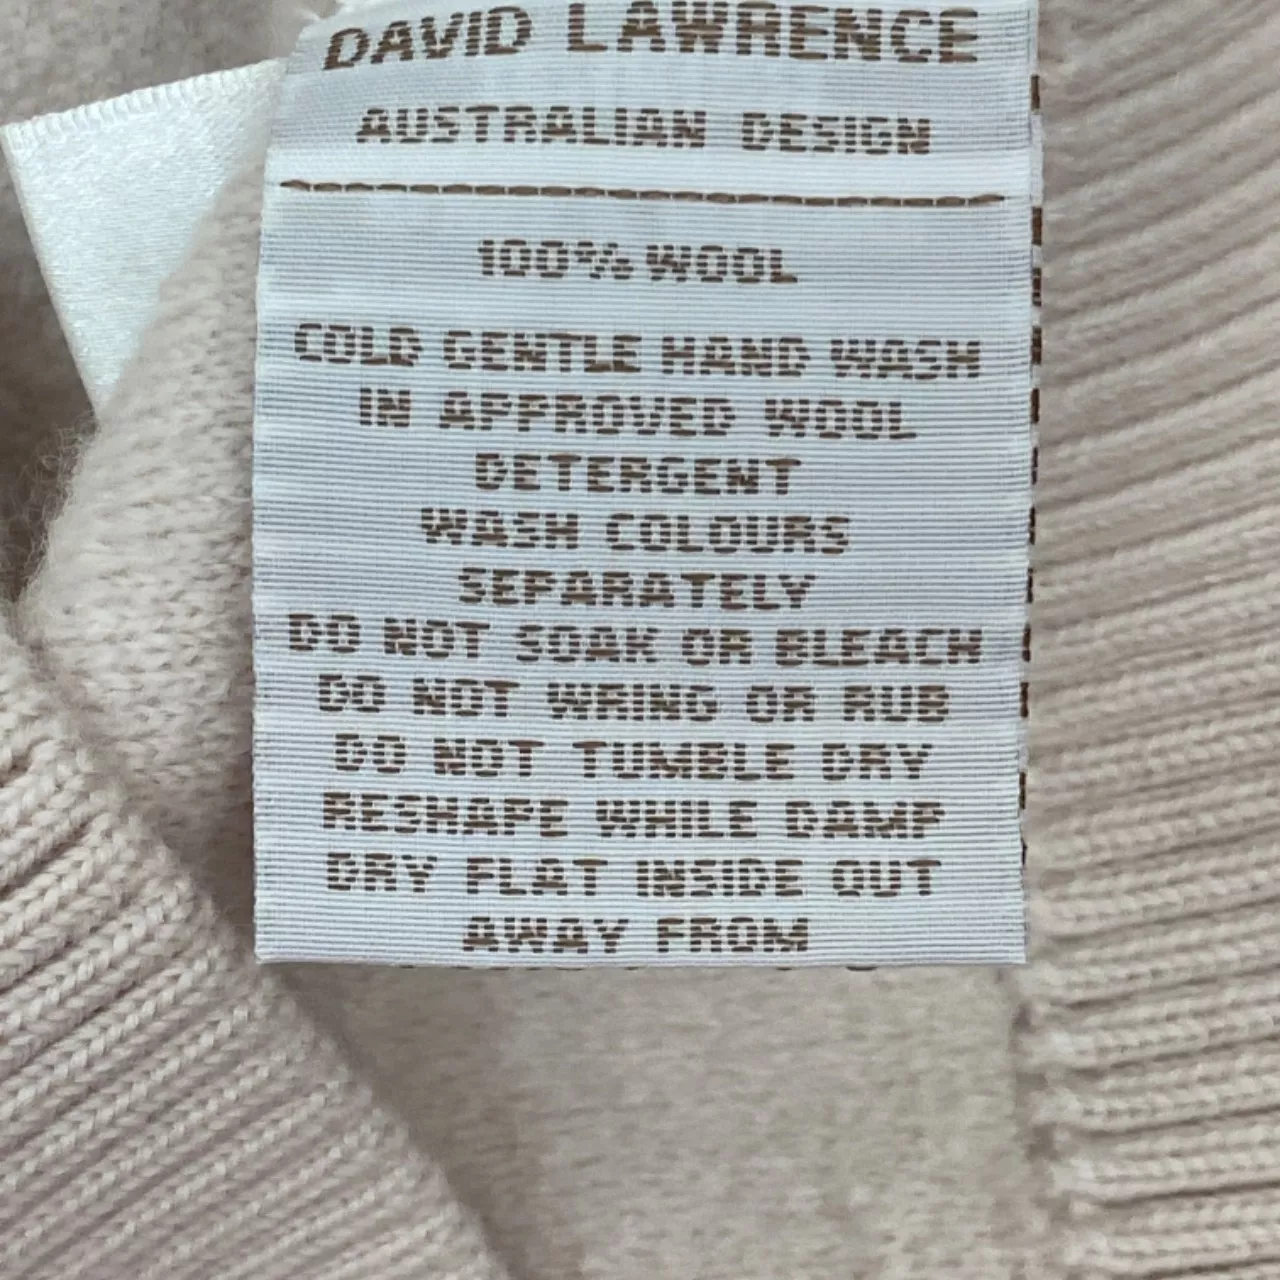 DAVID LAWRENCE
AUSTRALIAN DESIGN
100% WOOL
COLD GENTLE HAND WASH
IN APPROVED WOOL
DETERGENT
WASH COLOURS
SEPARATELY
DO NOT SOAK OR BLEACH
DO NOT WRING OR RUB
DO NOT TUMBLE DRY
RESHAPE WHILE DAMP
DRY FLAT INSIDE OUT
AWAY FROM